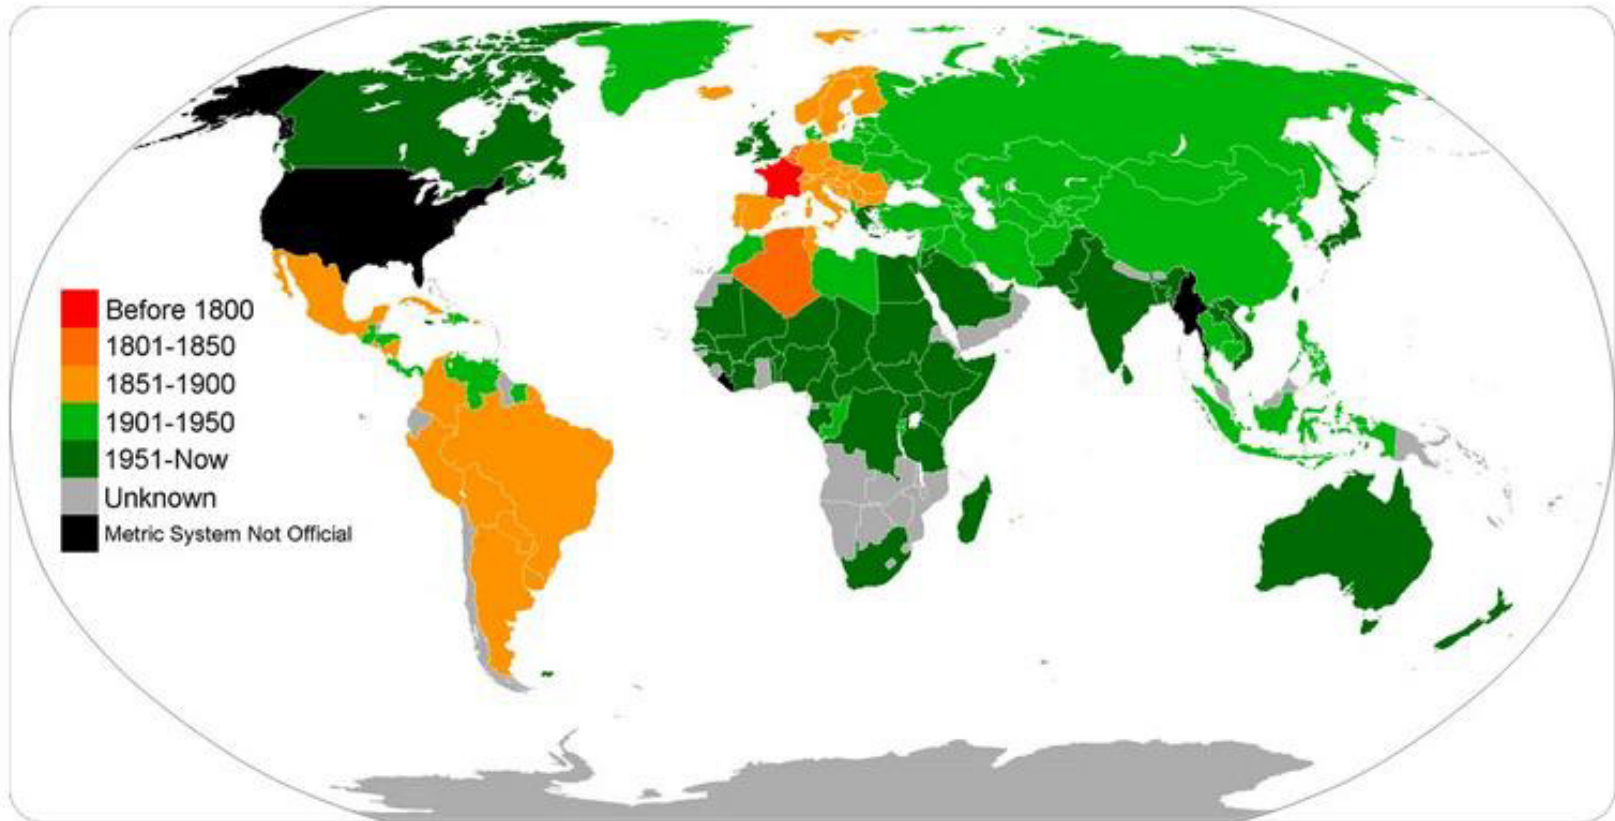 Before 1800
1801-1850
1851-1900
1901-1950
1951-Now
Unknown
Metric System Not Official